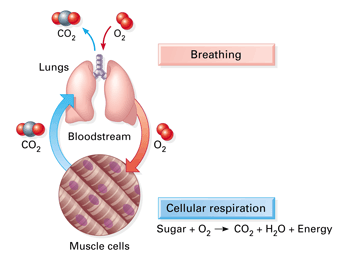 CO₂
O₂
Breathing
Lungs
Bloodstream
CO₂
O₂
Cellular respiration
Sugar + O₂ → CO₂ + H₂O + Energy
Muscle cells